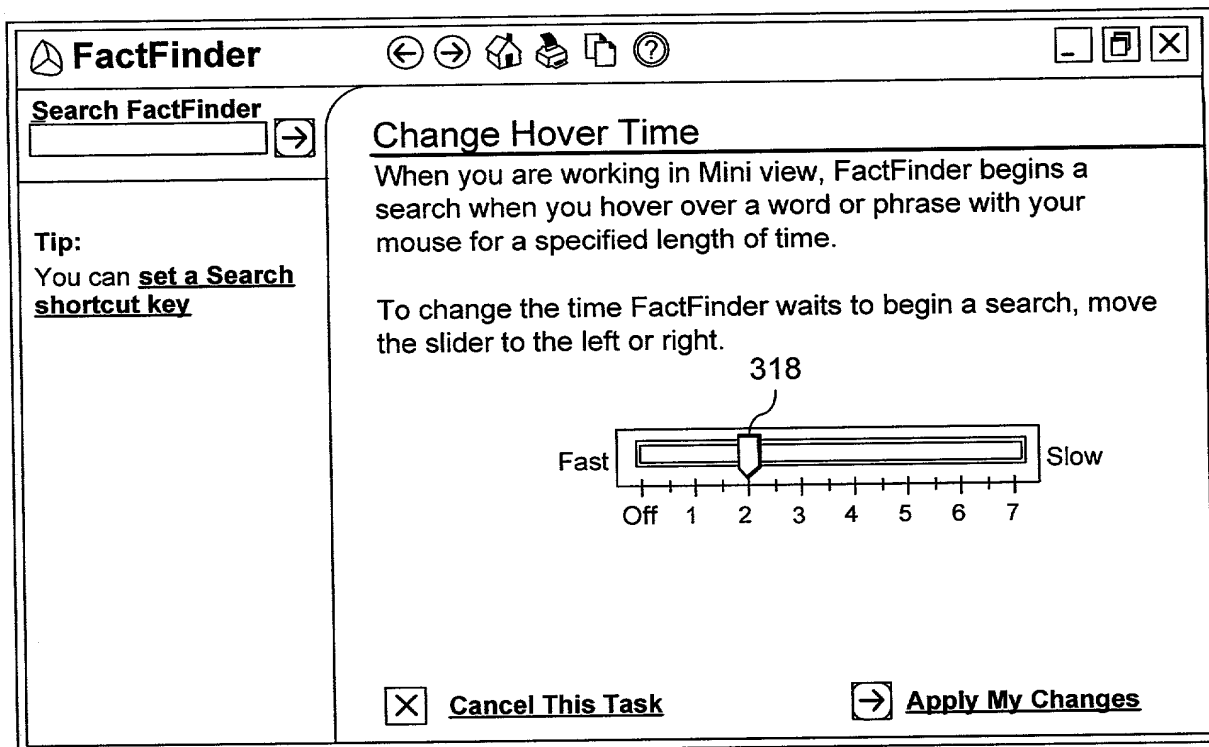 FactFinder
Search FactFinder
Tip:
You can set a Search
shortcut key
Change Hover Time
When you are working in Mini view, FactFinder begins a
search when you hover over a word or phrase with your
mouse for a specified length of time.
To change the time FactFinder waits to begin a search, move
the slider to the left or right.
318
Fast Slow
Off 1 2 3 4 5 6 7
Cancel This Task Apply My Changes